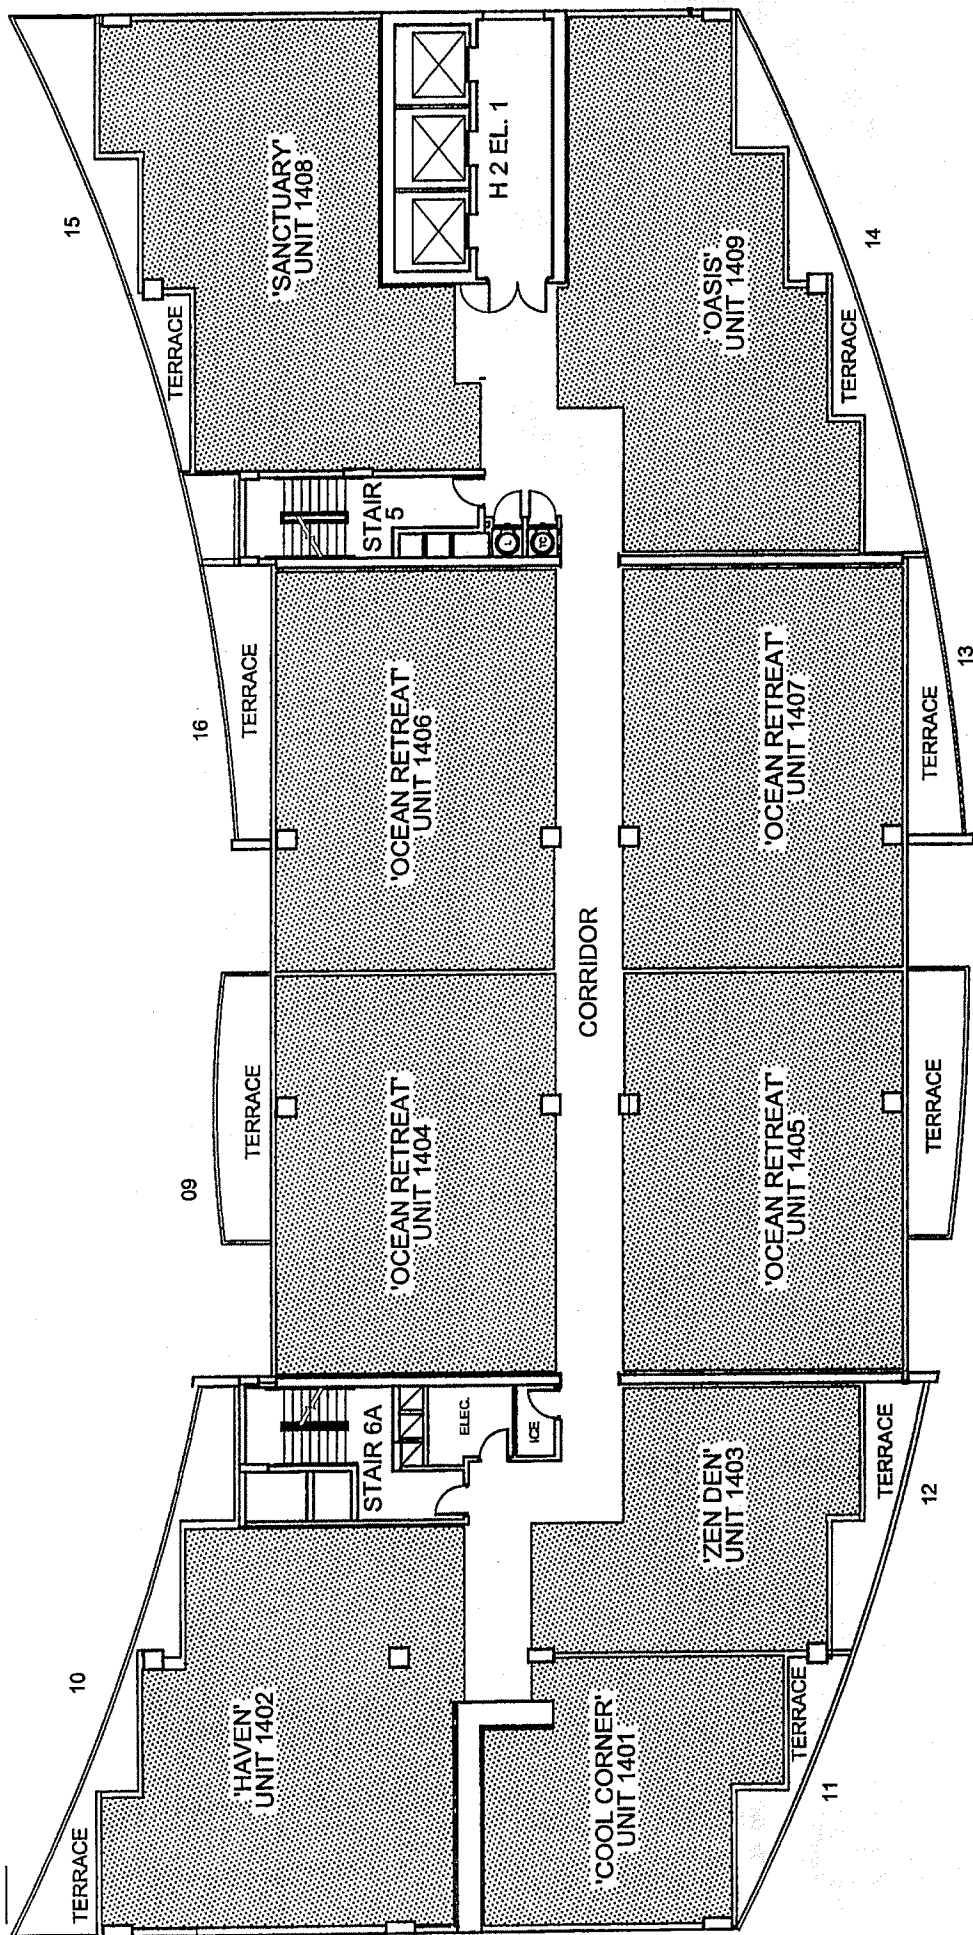 15
'SANCTUARY'
UNIT 1408
TERRACE
H 2 EL. 1
'OASIS'
UNIT 1409
TERRACE
14
STAIR
5
16
TERRACE
'OCEAN RETREAT'
UNIT 1406
'OCEAN RETREAT'
UNIT 1407
TERRACE
13
CORRIDOR
09
TERRACE
'OCEAN RETREAT'
UNIT 1404
'OCEAN RETREAT'
UNIT 1405
TERRACE
STAIR 6A
ELEC.
ICE
'ZEN DEN'
UNIT 1403
TERRACE
12
10
TERRACE
'HAVEN'
UNIT 1402
'COOL CORNER'
UNIT 1401
TERRACE
11